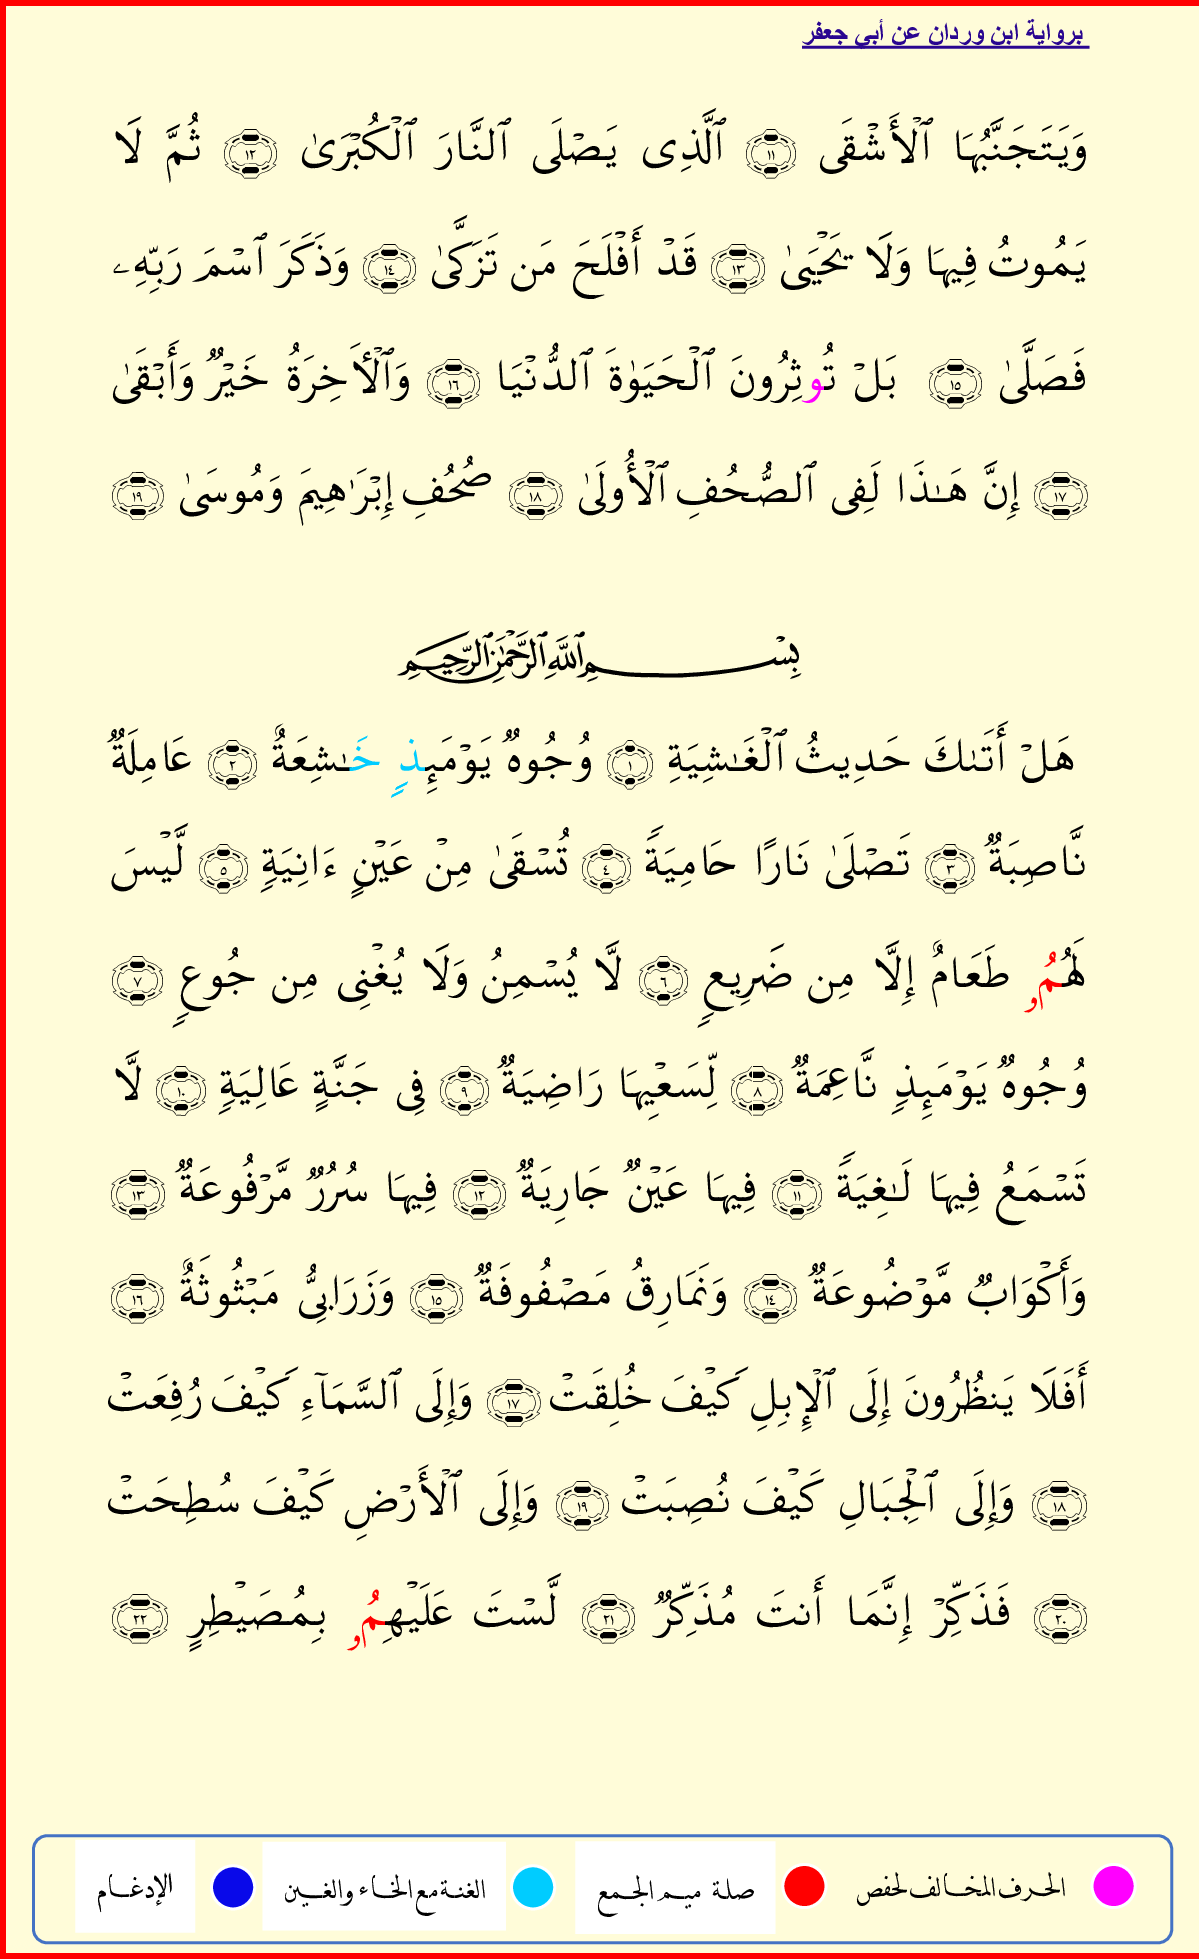 برواية ابن وردان عن أبي جعفر
وَيَتَجَنَّبُهَا ٱلْأَشْقَى ١١ ٱلَّذِى يَصْلَى ٱلنَّارَ ٱلْكُبْرَىٰ ١٢ ثُمَّ لَا
يَمُوتُ فِيهَا وَلَا يَحْيَىٰ ١٣ قَدْ أَفْلَحَ مَن تَزَكَّىٰ ١٤ وَذَكَرَ ٱسْمَ رَبِّهِۦ
فَصَلَّىٰ ١٥ بَلْ تُوثِرُونَ ٱلْحَيَوٰةَ ٱلدُّنْيَا ١٦ وَٱلْأَخِرَةُ خَيْرٌ وَأَبْقَىٰ
١٧ إِنَّ هَـٰذَا لَفِى ٱلصُّحُفِ ٱلْأُولَىٰ ١٨ صُحُفِ إِبْرَٰهِيمَ وَمُوسَىٰ ١٩
بِسْمِ ٱللَّهِ ٱلرَّحْمَٰنِ ٱلرَّحِيمِ
هَلْ أَتَىٰكَ حَدِيثُ ٱلْغَـٰشِيَةِ ١ وُجُوهٌ يَوْمَئِذٍ خَـٰشِعَةٌ ٢ عَامِلَةٌ
نَّاصِبَةٌ ٣ تَصْلَىٰ نَارًا حَامِيَةً ٤ تُسْقَىٰ مِنْ عَيْنٍ ءَانِيَةٍ ٥ لَّيْسَ
لَهُمُۥ طَعَامٌ إِلَّا مِن ضَرِيعٍ ٦ لَّا يُسْمِنُ وَلَا يُغْنِى مِن جُوعٍ ٧
وُجُوهٌ يَوْمَئِذٍ نَّاعِمَةٌ ٨ لِّسَعْيِهَا رَاضِيَةٌ ٩ فِى جَنَّةٍ عَالِيَةٍ ١٠ لَّا
تَسْمَعُ فِيهَا لَـٰغِيَةً ١١ فِيهَا عَيْنٌ جَارِيَةٌ ١٢ فِيهَا سُرُرٌ مَّرْفُوعَةٌ ١٣
وَأَكْوَابٌ مَّوْضُوعَةٌ ١٤ وَنَمَارِقُ مَصْفُوفَةٌ ١٥ وَزَرَابِىُّ مَبْثُوثَةٌ ١٦
أَفَلَا يَنظُرُونَ إِلَى ٱلْإِبِلِ كَيْفَ خُلِقَتْ ١٧ وَإِلَى ٱلسَّمَآءِ كَيْفَ رُفِعَتْ
١٨ وَإِلَى ٱلْجِبَالِ كَيْفَ نُصِبَتْ ١٩ وَإِلَى ٱلْأَرْضِ كَيْفَ سُطِحَتْ
٢٠ فَذَكِّرْ إِنَّمَا أَنتَ مُذَكِّرٌ ٢١ لَّسْتَ عَلَيْهِمُۥ بِمُصَيْطِرٍ ٢٢
الحرف المخالف لحفص
صلة ميم الجمع
الغنة مع الخاء والغين
الإدغام